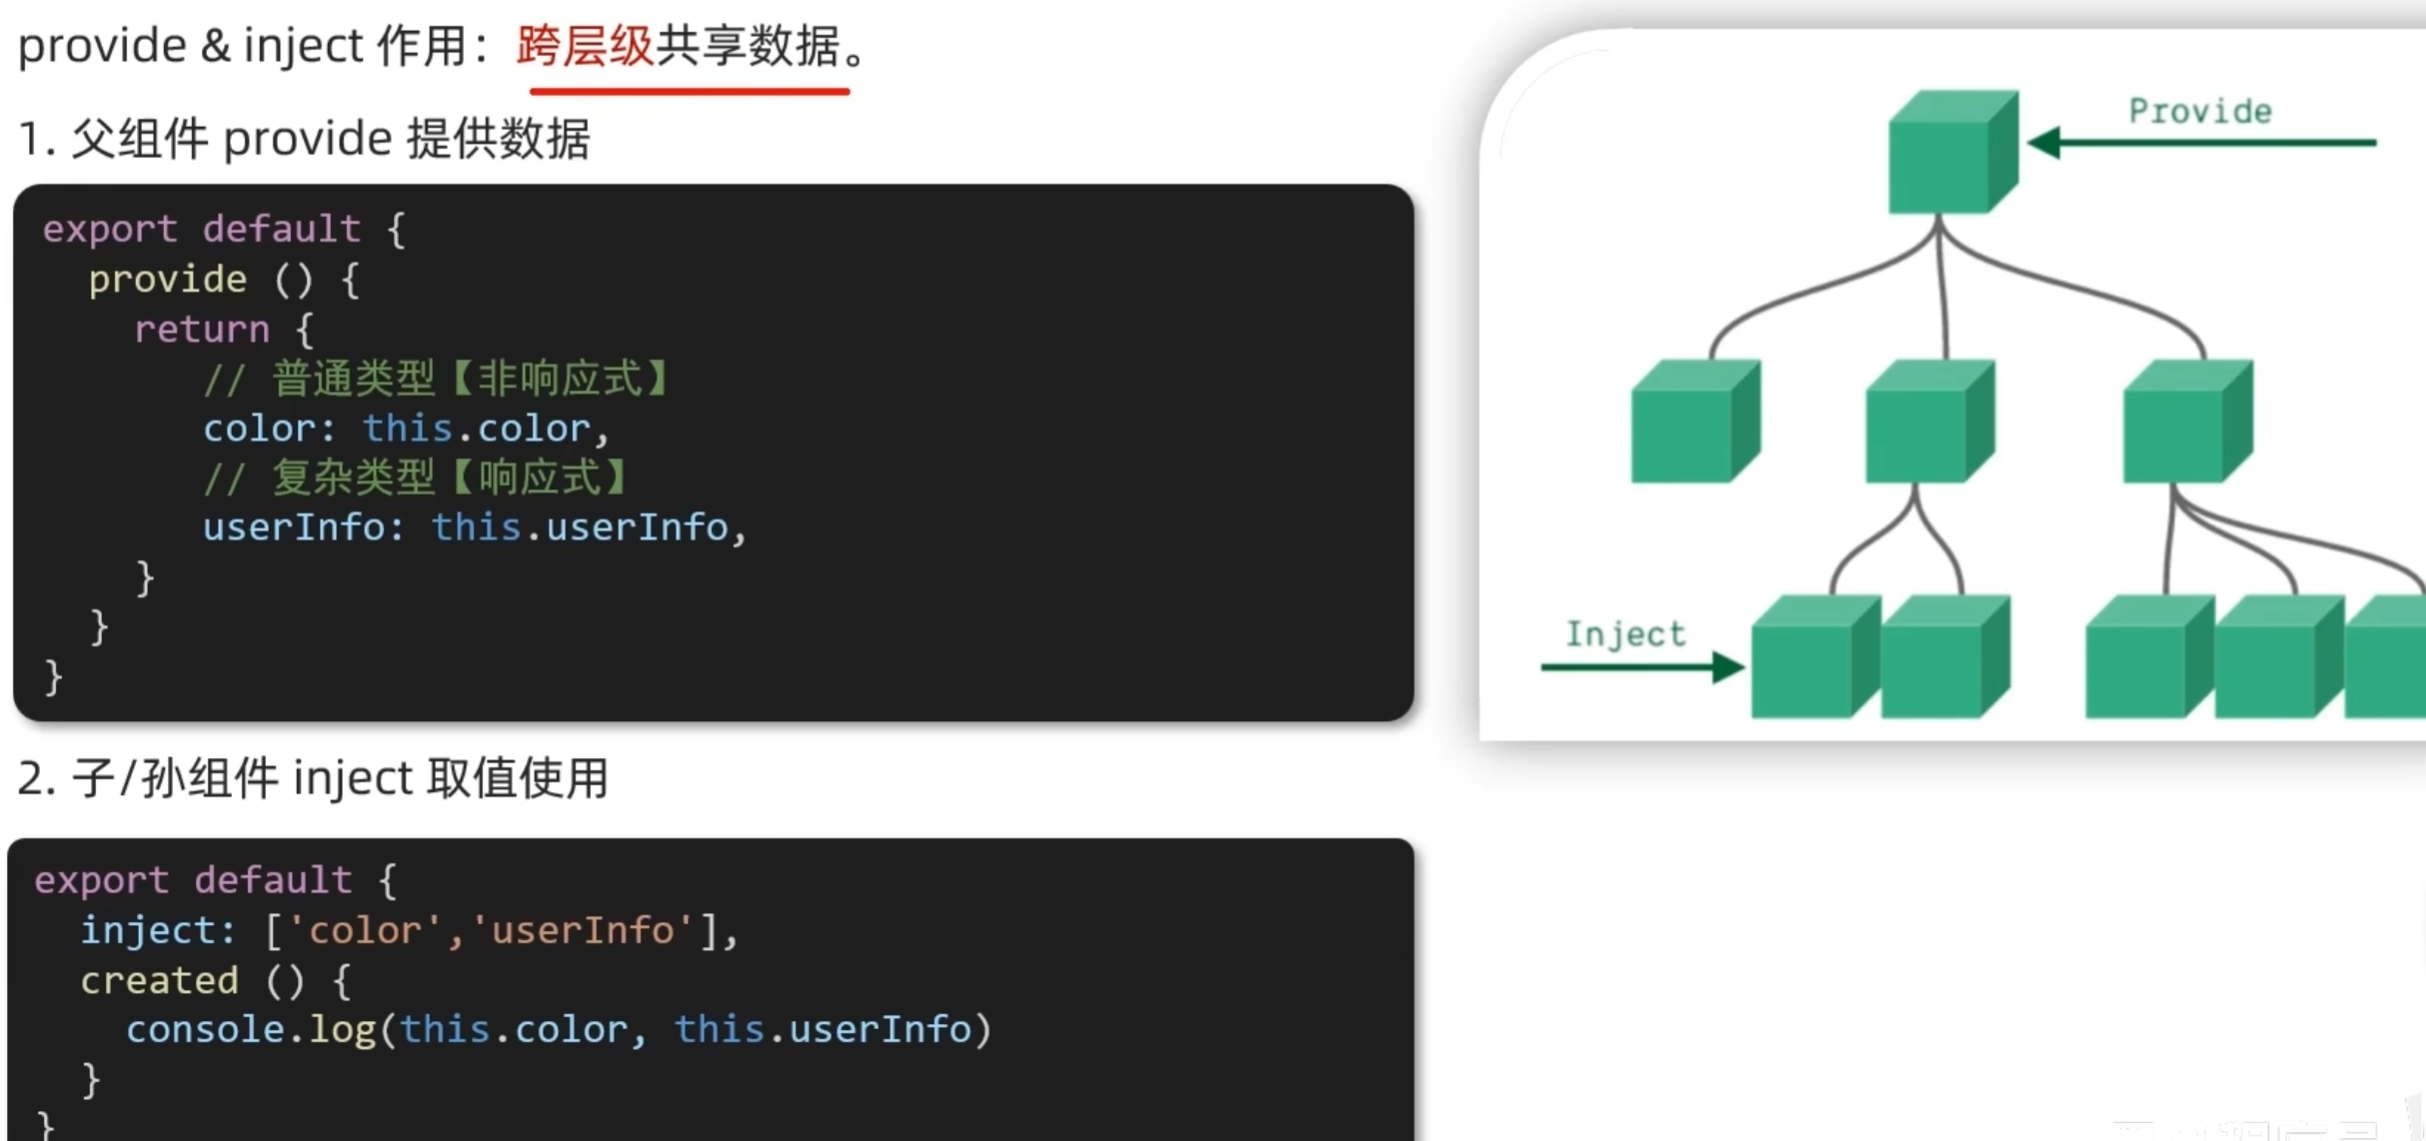 provide & inject 作用：跨层级共享数据。
1. 父组件 provide 提供数据
export default {
  provide () {
    return {
       // 普通类型【非响应式】
       color: this.color,
       // 复杂类型【响应式】
       userInfo: this.userInfo,
    }
  }
}
2. 子/孙组件 inject 取值使用
export default {
  inject: ['color','userInfo'],
  created () {
    console.log(this.color, this.userInfo)
  }
}
Provide
Inject